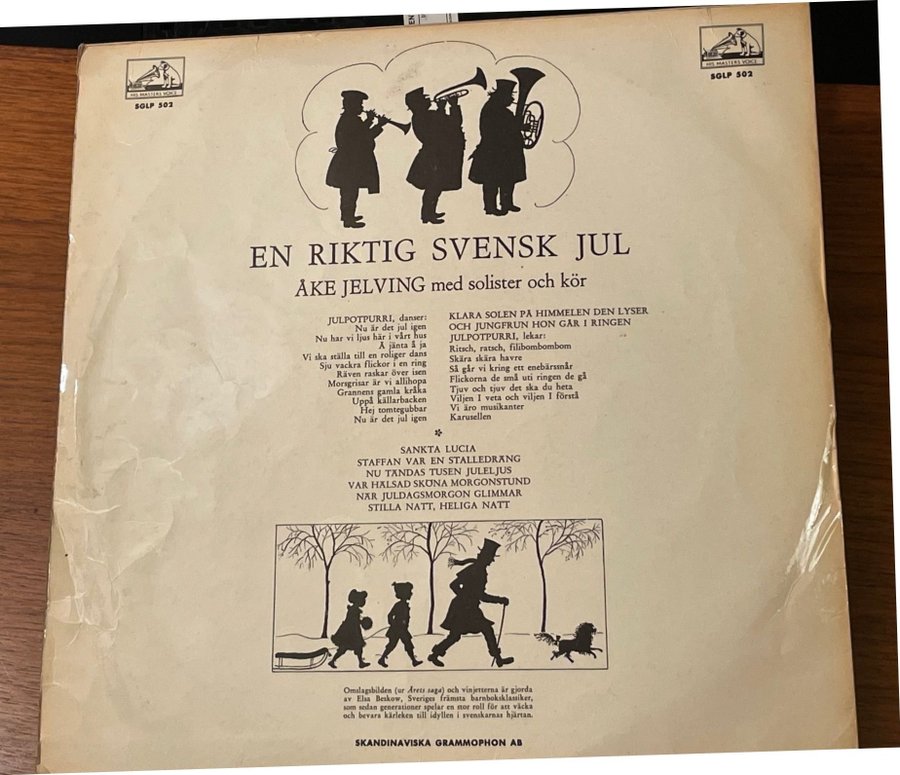 HIS MASTERS VOICE
SGLP 502
HIS MASTERS VOICE
SGLP 502
EN RIKTIG SVENSK JUL
ÅKE JELVING med solister och kör
JULPOTPURRI, danser:
Nu är det jul igen
Nu har vi ljus här i vårt hus
Å jänta å ja
Vi ska ställa till en roliger dans
Sju vackra flickor i en ring
Räven raskar över isen
Morsgrisar är vi allihopa
Grannens gamla kråka
Uppå källarbacken
Hej tomtegubbar
Nu är det jul igen
KLARA SOLEN PÅ HIMMELEN DEN LYSER
OCH JUNGFRUN HON GÅR I RINGEN
JULPOTPURRI, lekar:
Ritsch, ratsch, filibombombom
Skära skära havre
Så går vi kring ett enebärssnår
Flickorna de små uti ringen de gå
Tjuv och tjuv det ska du heta
Viljen I veta och viljen I förstå
Vi äro musikanter
Karusellen
SANKTA LUCIA
STAFFAN VAR EN STALLEDRÄNG
NU TÄNDAS TUSEN JULELJUS
VAR HÄLSAD SKÖNA MORGONSTUND
NÄR JULDAGSMORGON GLIMMAR
STILLA NATT, HELIGA NATT
Omslagsbilden (ur Årets saga) och vinjetterna är gjorda
av Elsa Beskow, Sveriges främsta barnboksklassiker,
som sedan generationer spelar en stor roll för att väcka
och bevara kärleken till idyllen i svenskarnas hjärtan.
SKANDINAVISKA GRAMMOPHON AB